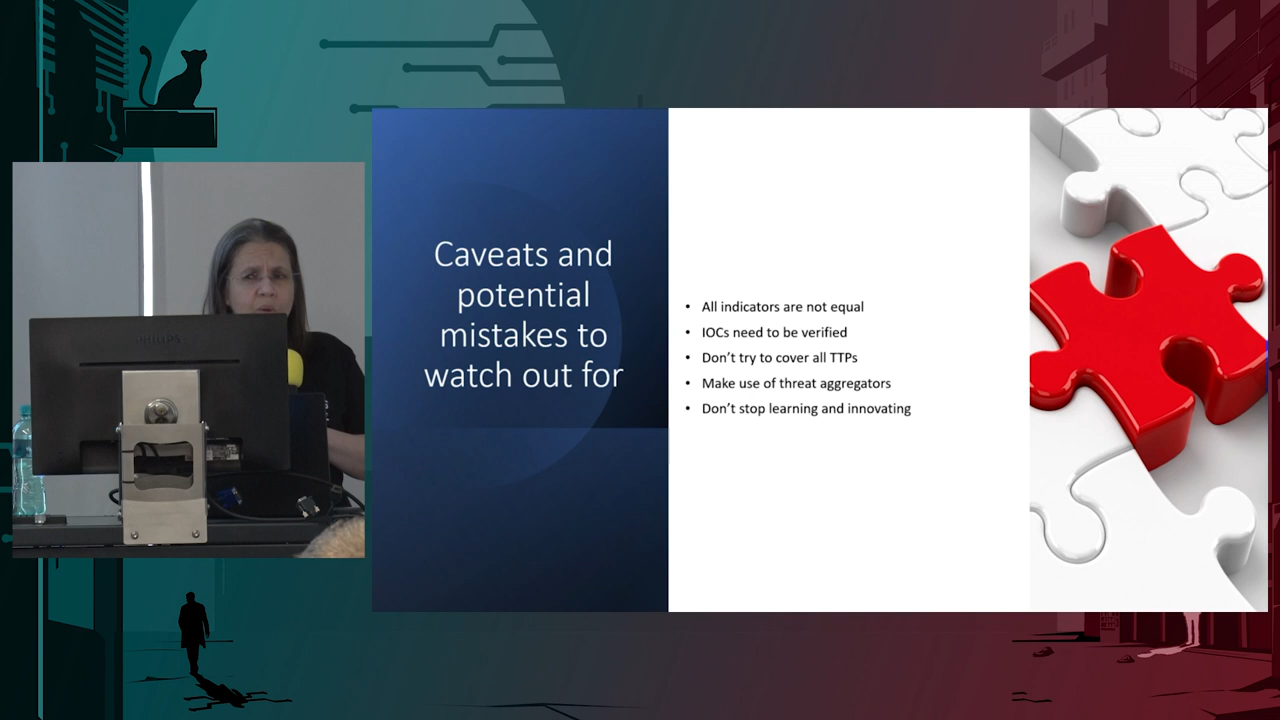 PHILIPS
Caveats and
potential
mistakes to
watch out for
• All indicators are not equal
• IOCs need to be verified
• Don't try to cover all TTPs
• Make use of threat aggregators
• Don't stop learning and innovating